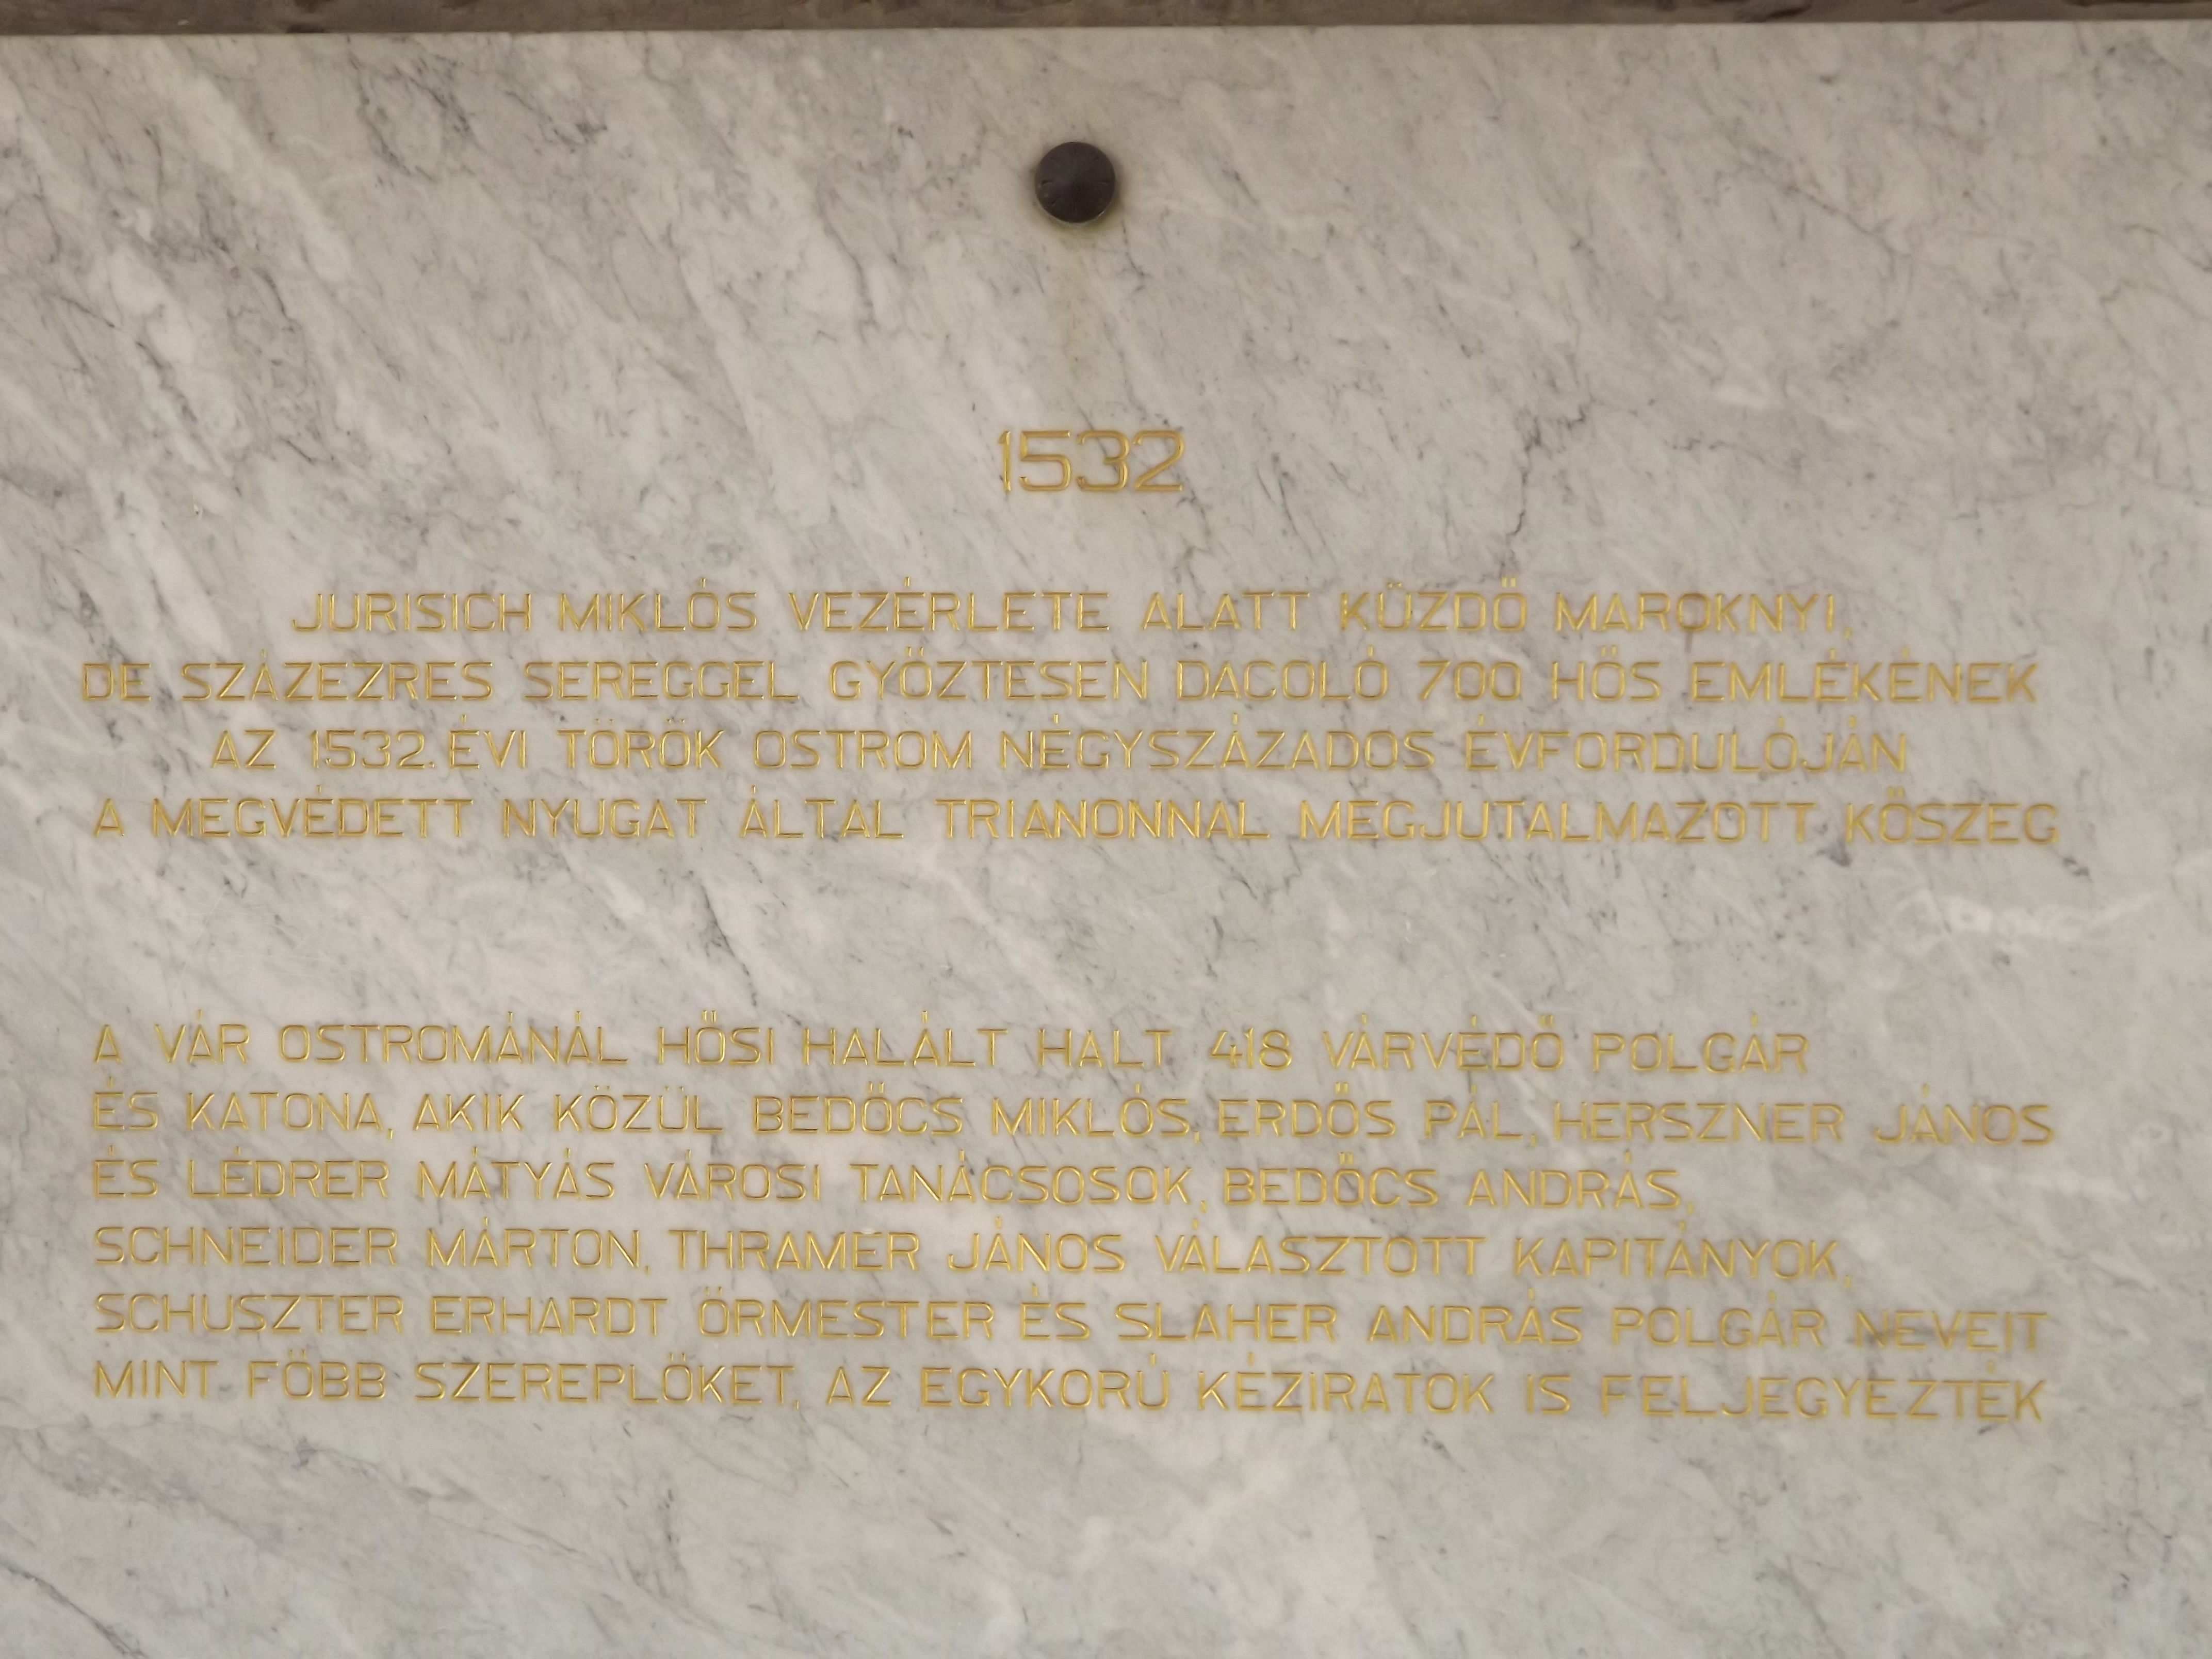 1532
JURISICH MIKLÓS VEZÉRLETE ALATT KÜZDŐ MAROKNYI,
DE SZÁZEZRES SEREGGEL GYŐZTESEN DACOLÓ 700 HŐS EMLÉKÉNEK
AZ 1532. ÉVI TÖRÖK OSTROM NÉGYSZÁZADOS ÉVFORDULÓJÁN
A MEGVÉDETT NYUGAT ÁLTAL TRIANONNAL MEGJUTALMAZOTT KŐSZEG
A VÁR OSTROMÁNÁL HŐSI HALÁLT HALT 418 VÁRVÉDŐ POLGÁR
ÉS KATONA, AKIK KÖZÜL BEDŐCS MIKLÓS, ERDŐS PÁL, HERSZNER JÁNOS
ÉS LÉDRER MÁTYÁS VÁROSI TANÁCSOSOK, BEDŐCS ANDRÁS,
SCHNEIDER MÁRTON, THRAMER JÁNOS VÁLASZTOTT KAPITÁNYOK,
SCHUSZTER ERHARDT ŐRMESTER ÉS SLAHER ANDRÁS POLGÁR NEVEIT
MINT FŐBB SZEREPLŐKET, AZ EGYKORÚ KÉZIRATOK IS FELJEGYEZTÉK